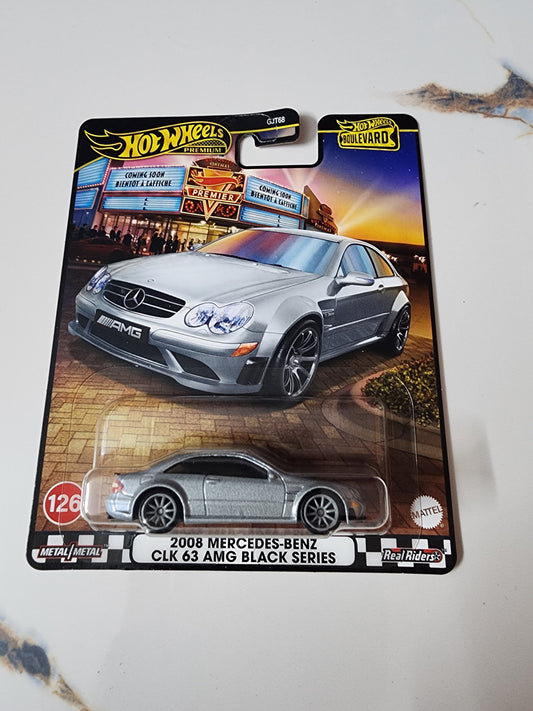 GJT68
HOT WHEELS
PREMIUM
HOT WHEELS
BOULEVARD
COMING SOON
BIENTÔT À L'AFFICHE
PREMIER
COMING SOON
BIENTÔT À L'AFFICHE
AMG
126
MATTEL
METAL/METAL
2008 MERCEDES-BENZ
CLK 63 AMG BLACK SERIES
Real Riders